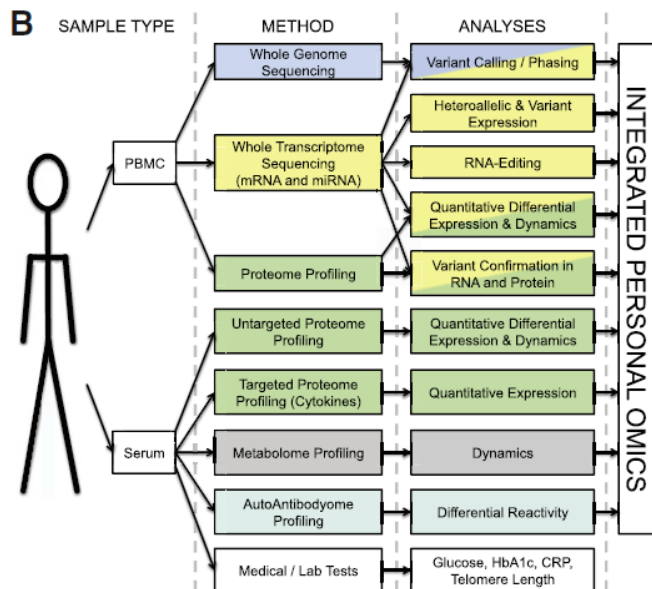 B
SAMPLE TYPE
METHOD
ANALYSES
PBMC
Serum
Whole Genome
Sequencing
Whole Transcriptome
Sequencing
(mRNA and miRNA)
Proteome Profiling
Untargeted Proteome
Profiling
Targeted Proteome
Profiling (Cytokines)
Metabolome Profiling
AutoAntibodyome
Profiling
Medical / Lab Tests
Variant Calling / Phasing
Heteroallelic & Variant
Expression
RNA-Editing
Quantitative Differential
Expression & Dynamics
Variant Confirmation in
RNA and Protein
Quantitative Differential
Expression & Dynamics
Quantitative Expression
Dynamics
Differential Reactivity
Glucose, HbA1c, CRP,
Telomere Length
INTEGRATED PERSONAL OMICS